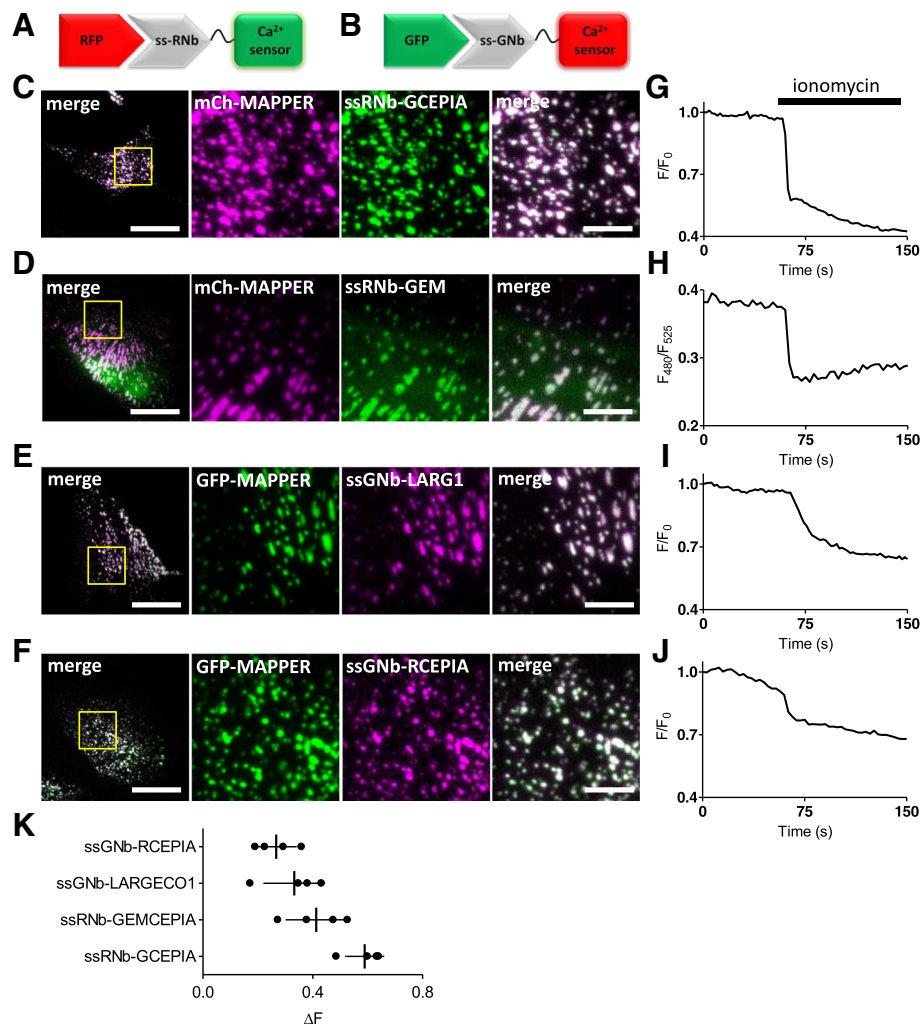 A
RFP
ss-RNb
Ca2+
sensor
B
GFP
ss-GNb
Ca2+
sensor
C
merge
mCh-MAPPER
ssRNb-GCEPIA
merge
G
ionomycin
1.0
0.7
0.4
F/F0
0
75
150
Time (s)
D
merge
mCh-MAPPER
ssRNb-GEM
merge
H
0.4
0.3
0.2
F480/F525
0
75
150
Time (s)
E
merge
GFP-MAPPER
ssGNb-LARG1
merge
I
1.0
0.7
0.4
F/F0
0
75
150
Time (s)
F
merge
GFP-MAPPER
ssGNb-RCEPIA
merge
J
1.0
0.7
0.4
F/F0
0
75
150
Time (s)
K
ssGNb-RCEPIA
ssGNb-LARGECO1
ssRNb-GEMCEPIA
ssRNb-GCEPIA
0.0
0.4
0.8
ΔF